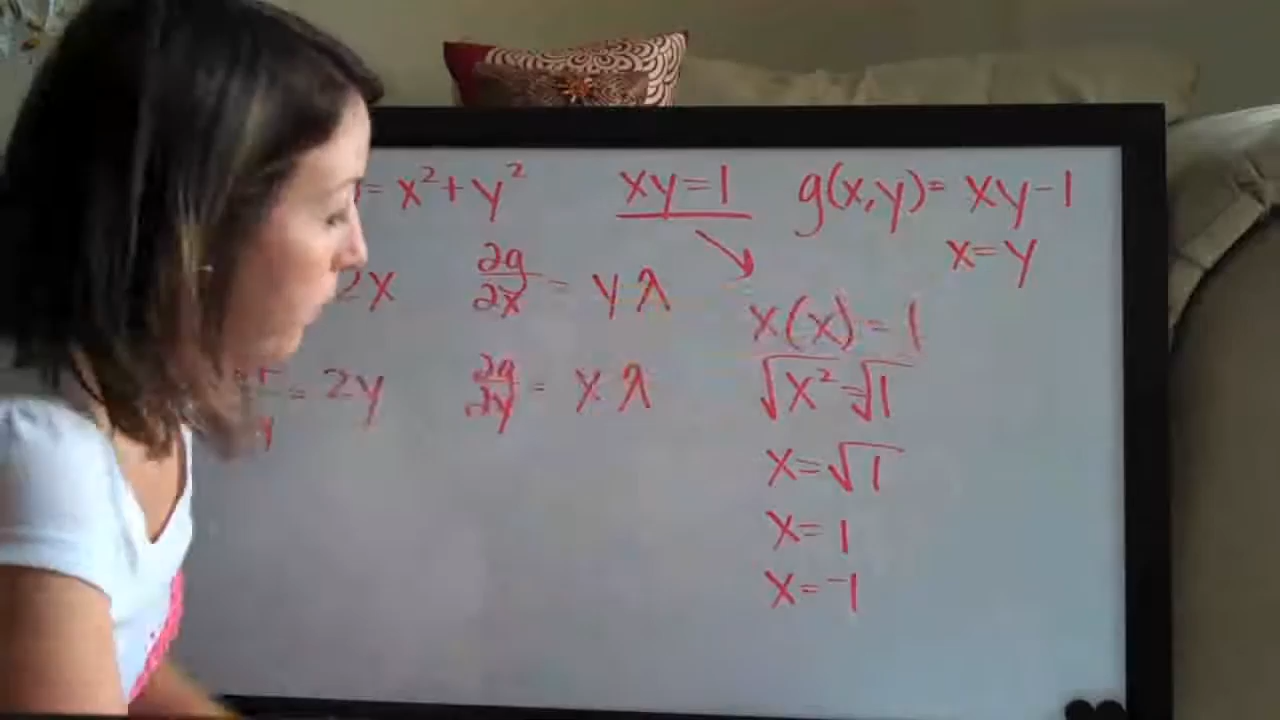 = x² + y²
xy = 1
g(x,y) = xy - 1
x = y
2x
∂g/∂x = yλ
x(x) = 1
= 2y
∂g/∂y = xλ
√x² = √1
x = √1
x = 1
x = -1